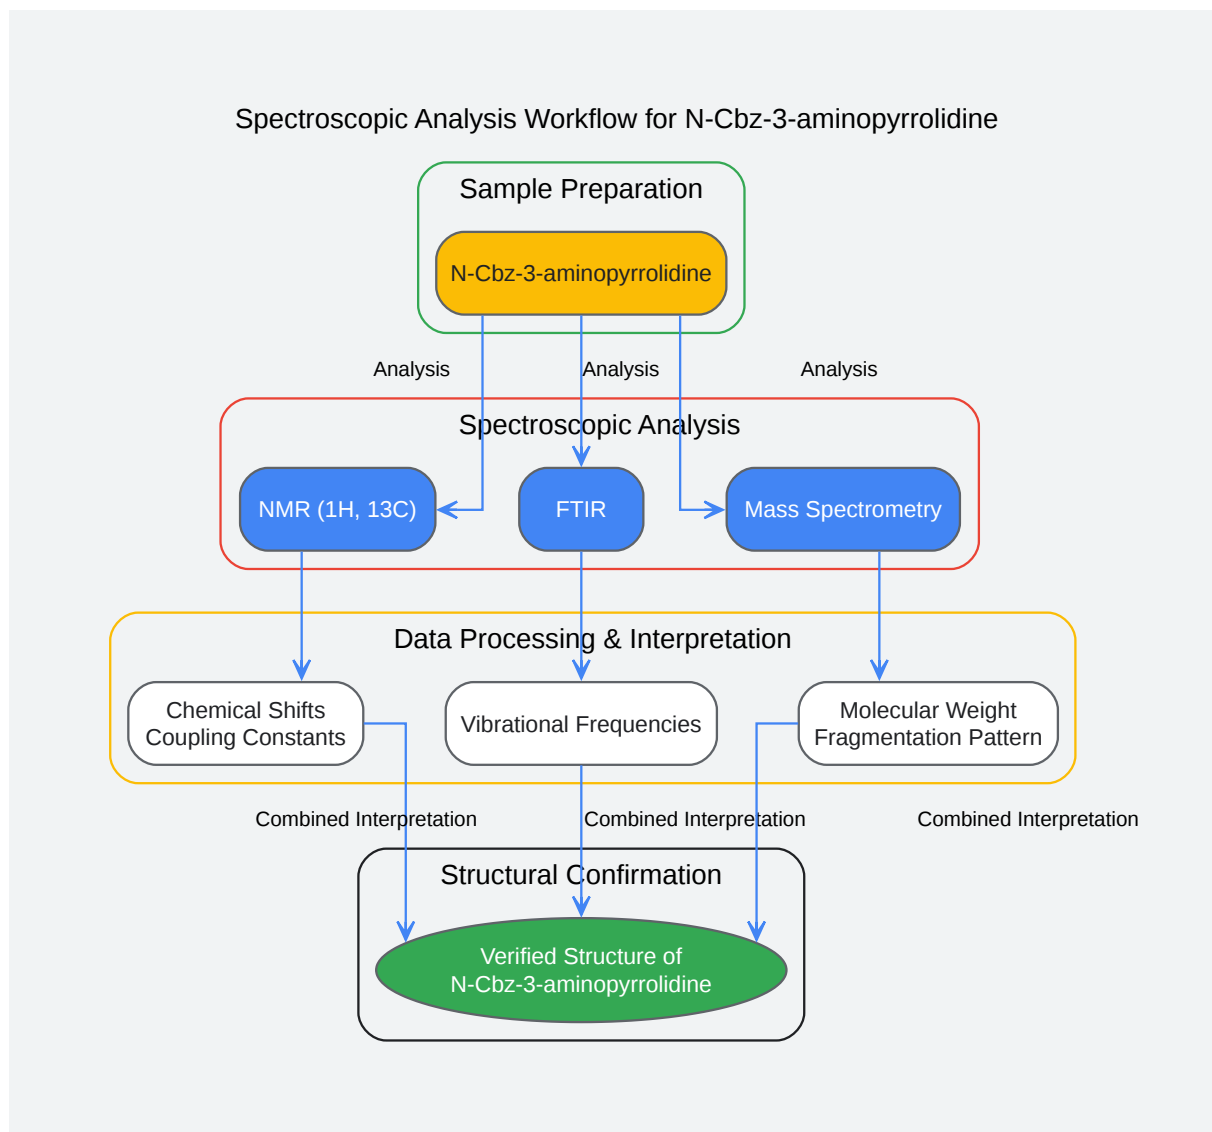 Spectroscopic Analysis Workflow for N-Cbz-3-aminopyrrolidine
Sample Preparation
N-Cbz-3-aminopyrrolidine
Analysis
Analysis
Analysis
Spectroscopic Analysis
NMR (1H, 13C)
FTIR
Mass Spectrometry
Data Processing & Interpretation
Chemical Shifts
Coupling Constants
Vibrational Frequencies
Molecular Weight
Fragmentation Pattern
Combined Interpretation
Combined Interpretation
Combined Interpretation
Structural Confirmation
Verified Structure of
N-Cbz-3-aminopyrrolidine